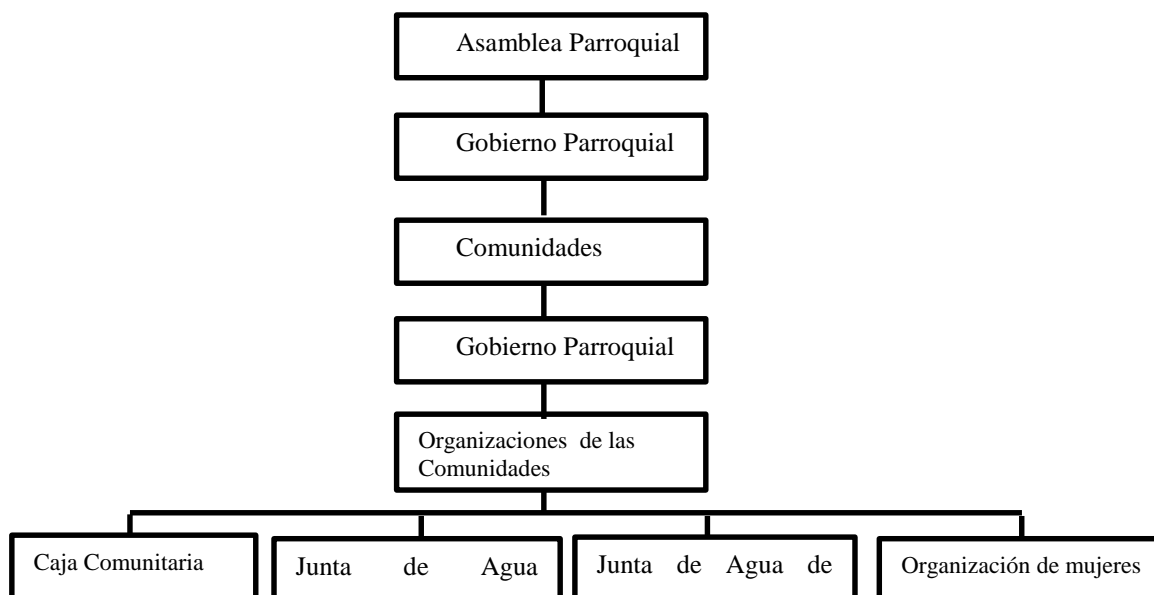 Asamblea Parroquial
Gobierno Parroquial
Comunidades
Gobierno Parroquial
Organizaciones de las
Comunidades
Caja Comunitaria
Junta de Agua
Junta de Agua de
Organización de mujeres